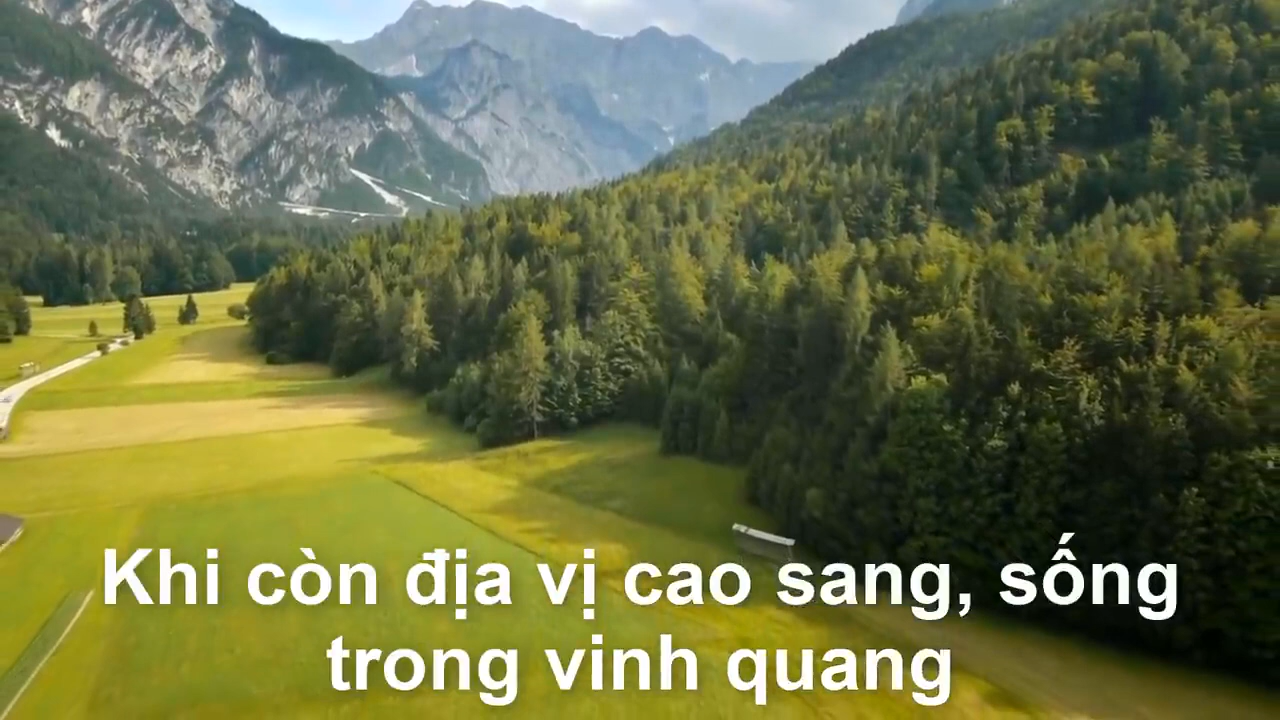 Khi còn địa vị cao sang, sống
trong vinh quang